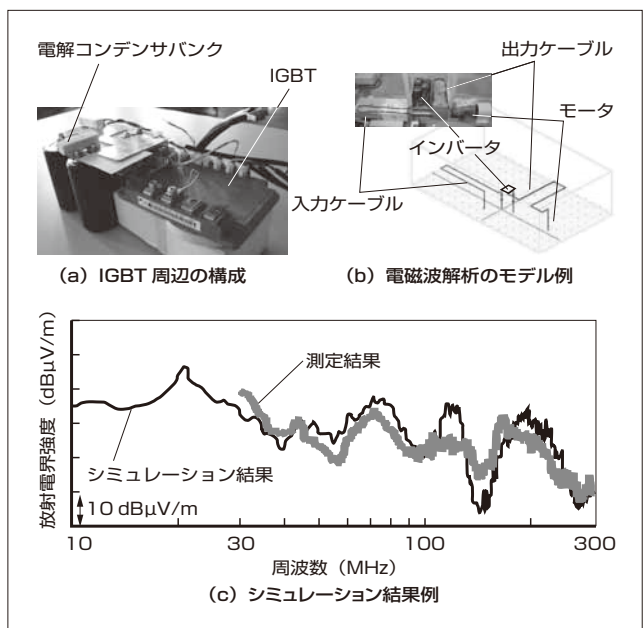 電解コンデンサバンク
IGBT
(a) IGBT 周辺の構成
出力ケーブル
モータ
インバータ
入力ケーブル
(b) 電磁波解析のモデル例
放射電界強度 (dBμV/m)
測定結果
シミュレーション結果
10 dBμV/m
10 30 100 300
周波数 (MHz)
(c) シミュレーション結果例